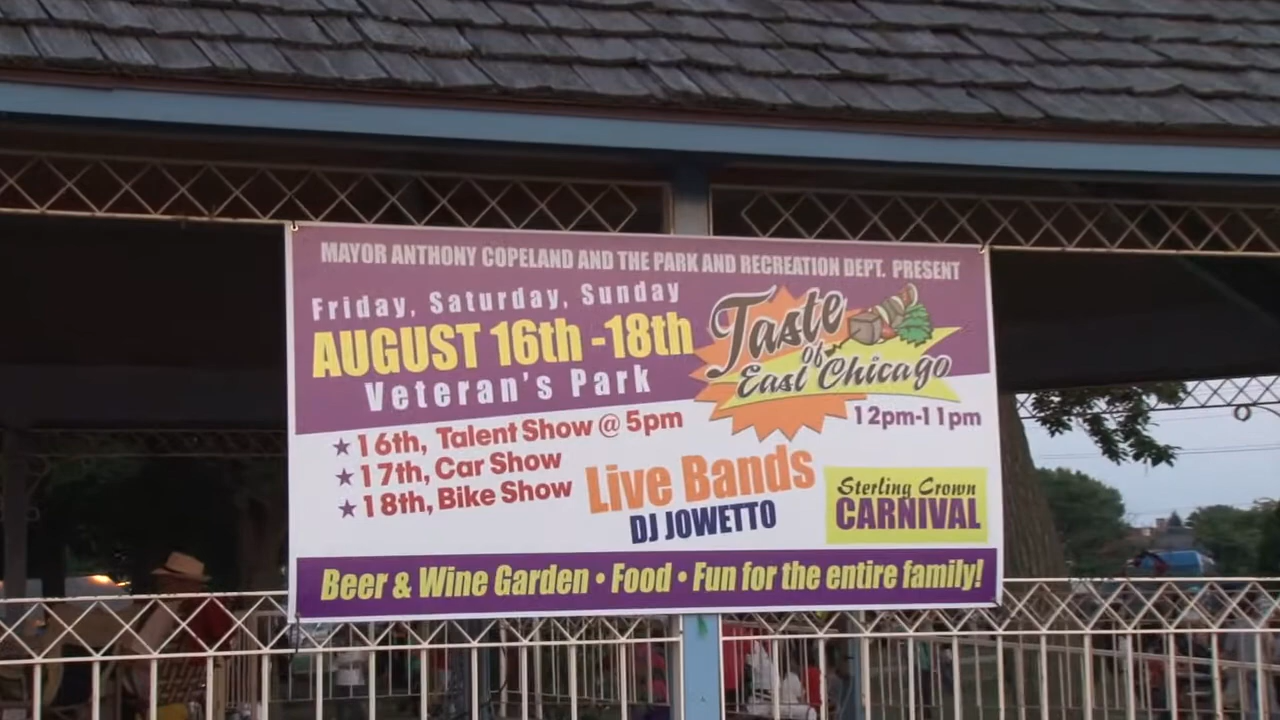 MAYOR ANTHONY COPELAND AND THE PARK AND RECREATION DEPT. PRESENT
Friday, Saturday, Sunday
AUGUST 16th -18th
Veteran's Park
Taste
Of
East Chicago
12pm-11pm
★ 16th, Talent Show @ 5pm
★ 17th, Car Show
★ 18th, Bike Show
Live Bands
DJ JOWETTO
Sterling Crown
CARNIVAL
Beer & Wine Garden • Food • Fun for the entire family!